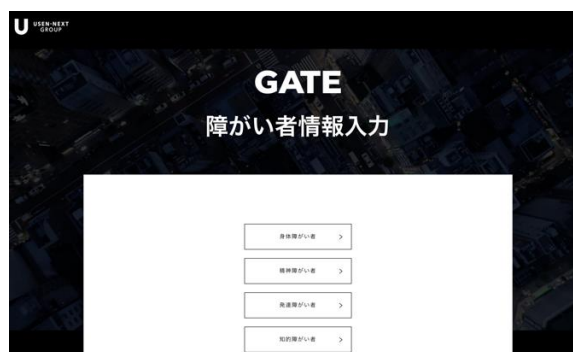 U USEN-NEXT
GROUP
GATE
障がい者情報入力
身体障がい者
精神障がい者
発達障がい者
知的障がい者